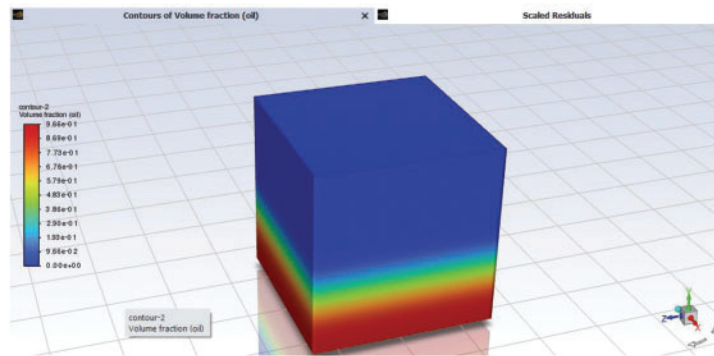 Contours of Volume fraction (oil)
Scaled Residuals
contour-2
Volume fraction (oil)
9.66e-01
8.69e-01
7.73e-01
6.76e-01
5.79e-01
4.83e-01
3.86e-01
2.90e-01
1.93e-01
9.66e-02
0.00e+00
contour-2
Volume fraction (oil)
Y
Z
X